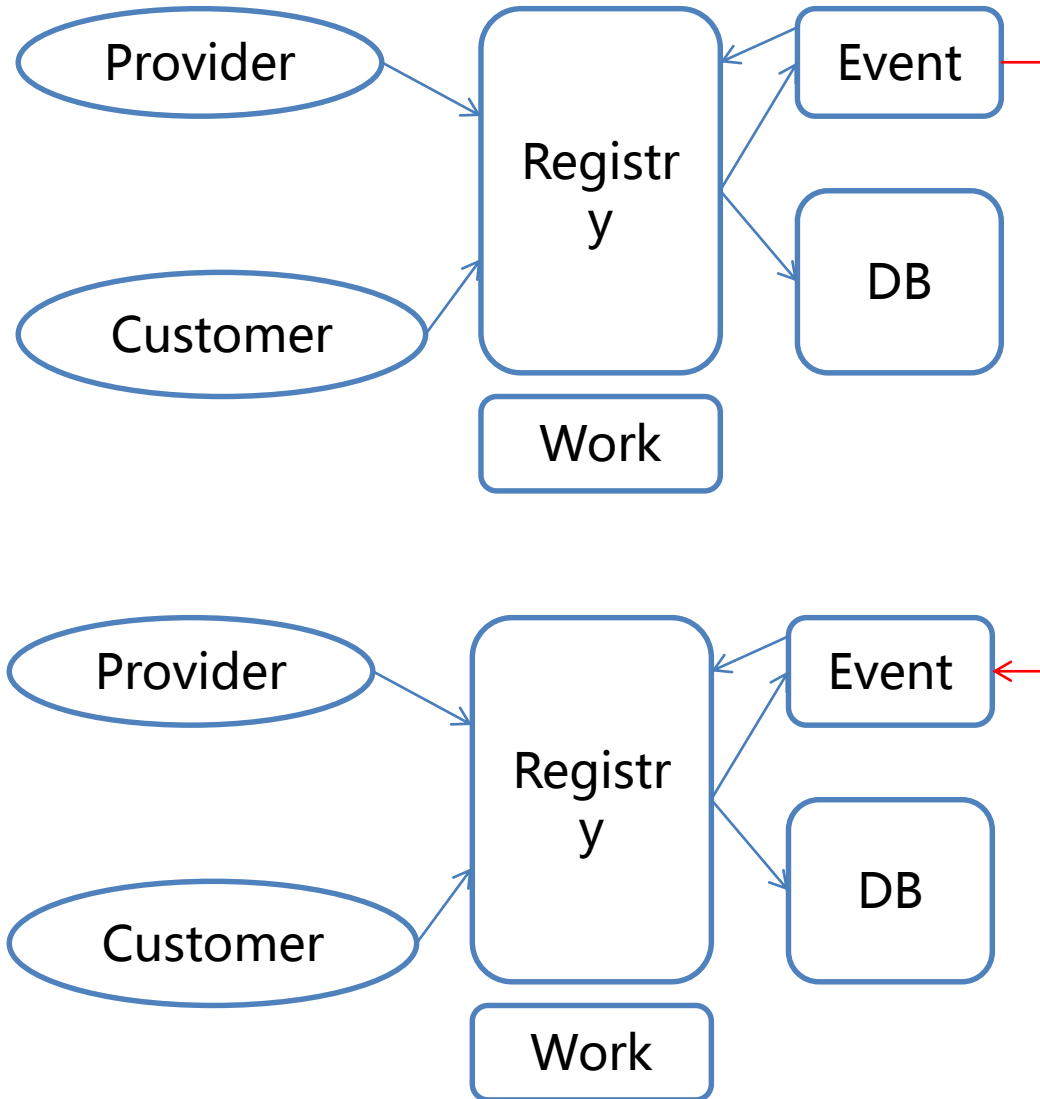 Provider
Event
Registr
y
DB
Customer
Work
Provider
Event
Registr
y
DB
Customer
Work